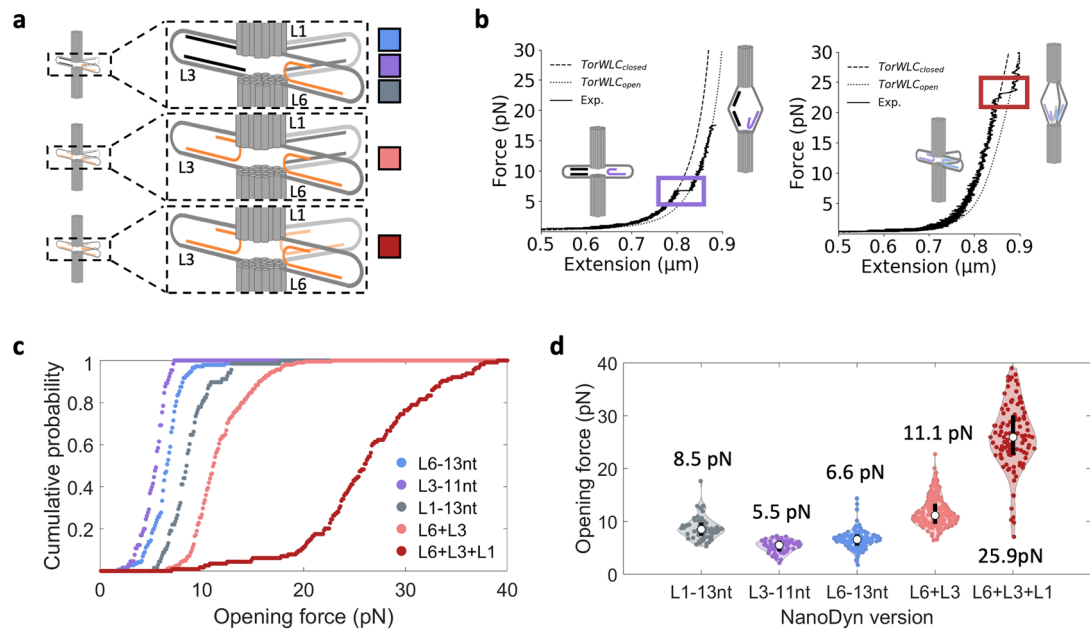 a
L1
L3
L6
L1
L3
L6
L1
L3
L6
b
Force (pN)
30
25
20
15
10
5
TorWLCclosed
TorWLCopen
Exp.
0.5 0.6 0.7 0.8 0.9
Extension (μm)
Force (pN)
30
25
20
15
10
5
TorWLCclosed
TorWLCopen
Exp.
0.5 0.6 0.7 0.8 0.9
Extension (μm)
c
Cumulative probability
1
0.8
0.6
0.4
0.2
L6-13nt
L3-11nt
L1-13nt
L6+L3
L6+L3+L1
0 10 20 30 40
Opening force (pN)
d
Opening force (pN)
40
30
20
10
0
8.5 pN
5.5 pN
6.6 pN
11.1 pN
25.9pN
L1-13nt L3-11nt L6-13nt L6+L3 L6+L3+L1
NanoDyn version